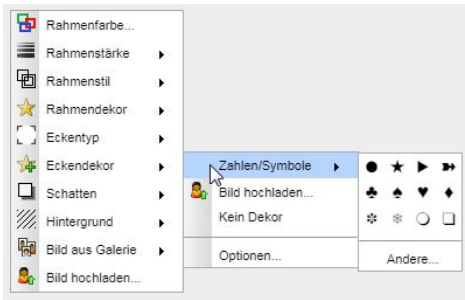 Rahmenfarbe...
Rahmenstärke
Rahmenstil
Rahmendekor
Eckentyp
Eckendekor
Schatten
Hintergrund
Bild aus Galerie
Bild hochladen...
Zahlen/Symbole
Bild hochladen...
Kein Dekor
Optionen...
Andere...